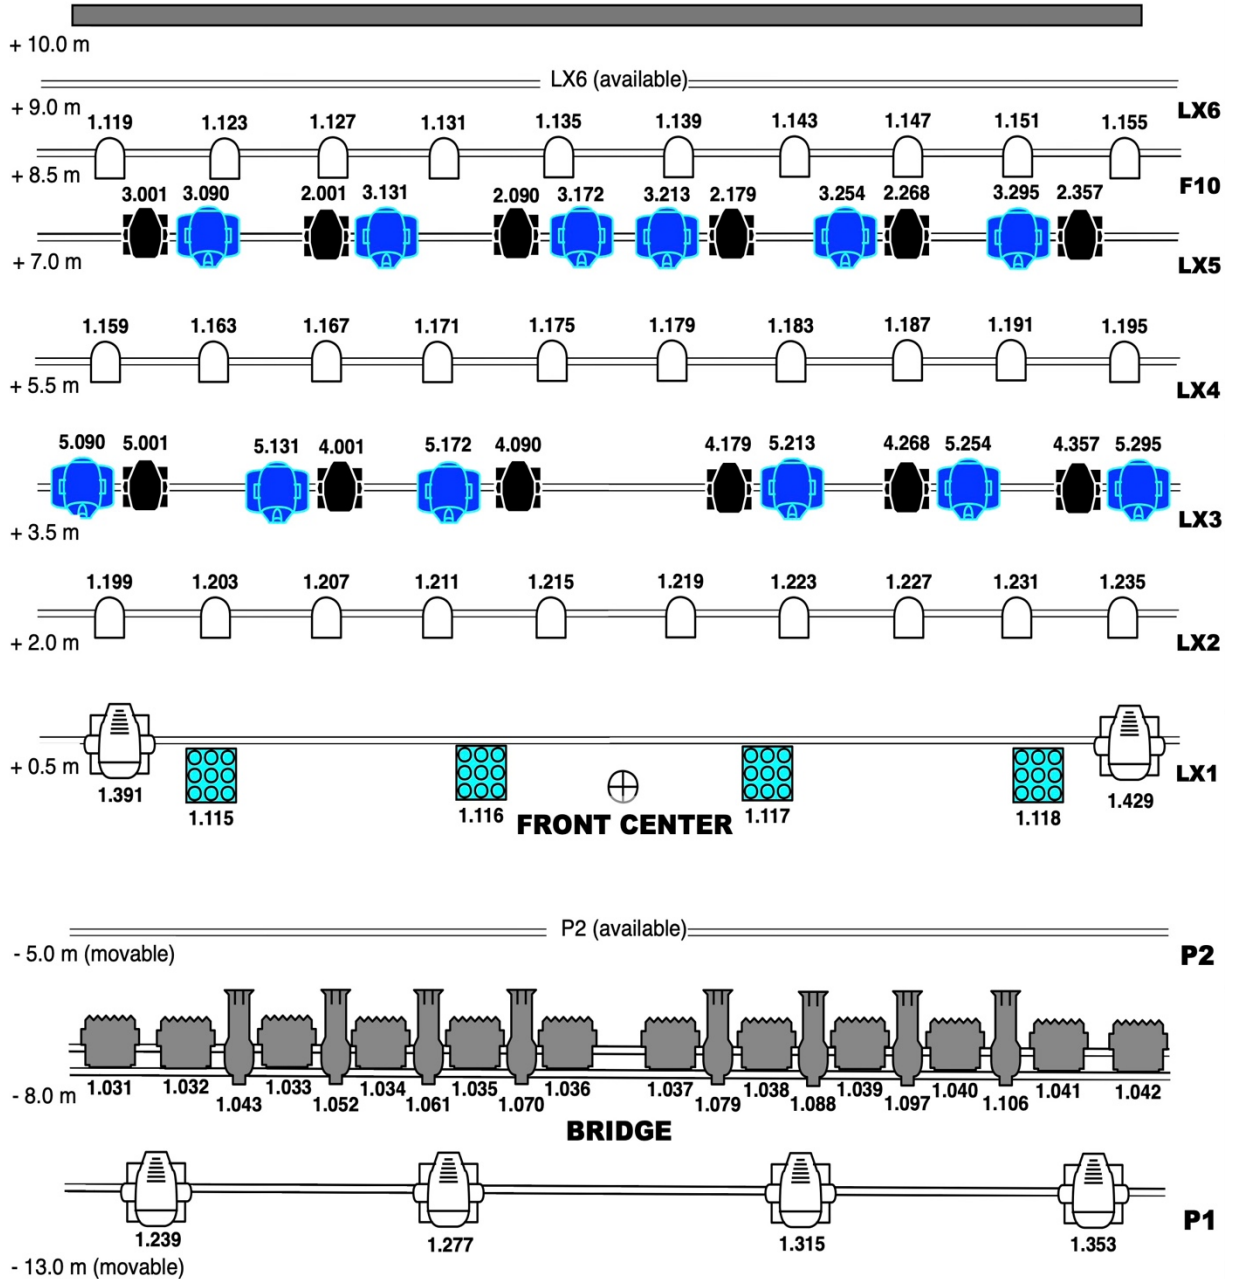 + 10.0 m
LX6 (available)
+ 9.0 m
LX6
1.119 1.123 1.127 1.131 1.135 1.139 1.143 1.147 1.151 1.155
+ 8.5 m
F10
3.001 3.090 2.001 3.131 2.090 3.172 3.213 2.179 3.254 2.268 3.295 2.357
+ 7.0 m
LX5
1.159 1.163 1.167 1.171 1.175 1.179 1.183 1.187 1.191 1.195
+ 5.5 m
LX4
5.090 5.001 5.131 4.001 5.172 4.090 4.179 5.213 4.268 5.254 4.357 5.295
+ 3.5 m
LX3
1.199 1.203 1.207 1.211 1.215 1.219 1.223 1.227 1.231 1.235
+ 2.0 m
LX2
+ 0.5 m
LX1
1.391 1.115 1.116 1.117 1.118 1.429
FRONT CENTER
P2 (available)
- 5.0 m (movable)
P2
1.031 1.032 1.033 1.034 1.035 1.036 1.037 1.038 1.039 1.040 1.041 1.042
- 8.0 m
1.043 1.052 1.061 1.070 1.079 1.088 1.097 1.106
BRIDGE
P1
1.239 1.277 1.315 1.353
- 13.0 m (movable)